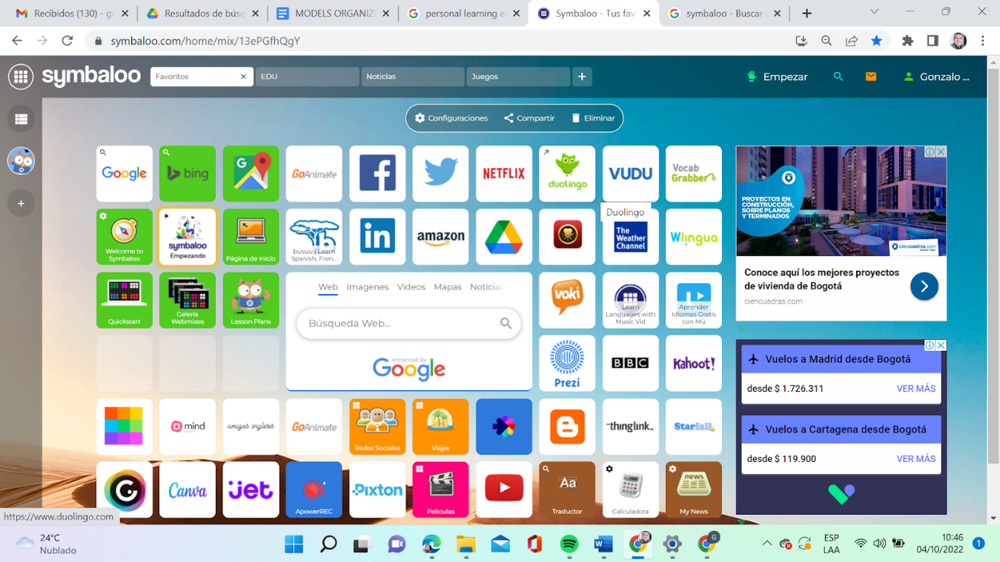 Recibidos (130) - go
Resultados de búsq
MODELS ORGANIZ
personal learning e
Symbaloo - Tus fav
symbaloo - Buscar
symbaloo.com/home/mix/13ePGfhQgY
symbaloo
Favoritos
EDU
Noticias
Juegos
Empezar
Gonzalo ...
Configuraciones
Compartir
Eliminar
Google
bing
GoAnimate
NETFLIX
duolingo
VUDU
Vocab
Grabber
Duolingo
Welcome to
Symbaloo
symbaloo
Empezando
Página de inicio
busuu | Learn
Spanish, Fren...
in
amazon
The
Weather
Channel
Wlingua
Quickstart
Galería
Webmixes
Lesson Plans
Web
Imagenes
Videos
Mapas
Noticias
Búsqueda Web...
enhanced by
Google
voki
Learn
Languages with
Music Vid
Aprender
Idiomas Gratis
con Mú
Prezi
BBC
Kahoot!
mind
amigos ingleses
GoAnimate
Redes Sociales
Viajes
thinglink..
Starfall
Canva
jet
ApowerREC
Pixton
Peliculas
Aa
Traductor
Calculadora
news
My News
PROYECTOS EN
CONSTRUCCIÓN,
SOBRE PLANOS
Y TERMINADOS
ciencuadras.com
Conoce aquí los mejores proyectos
de vivienda de Bogotá
ciencuadras.com
Vuelos a Madrid desde Bogotá
desde $ 1.726.311
VER MÁS
Vuelos a Cartagena desde Bogotá
desde $ 119.900
VER MÁS
https://www.duolingo.com
24°C
Nublado
ESP
LAA
10:46
04/10/2022
1